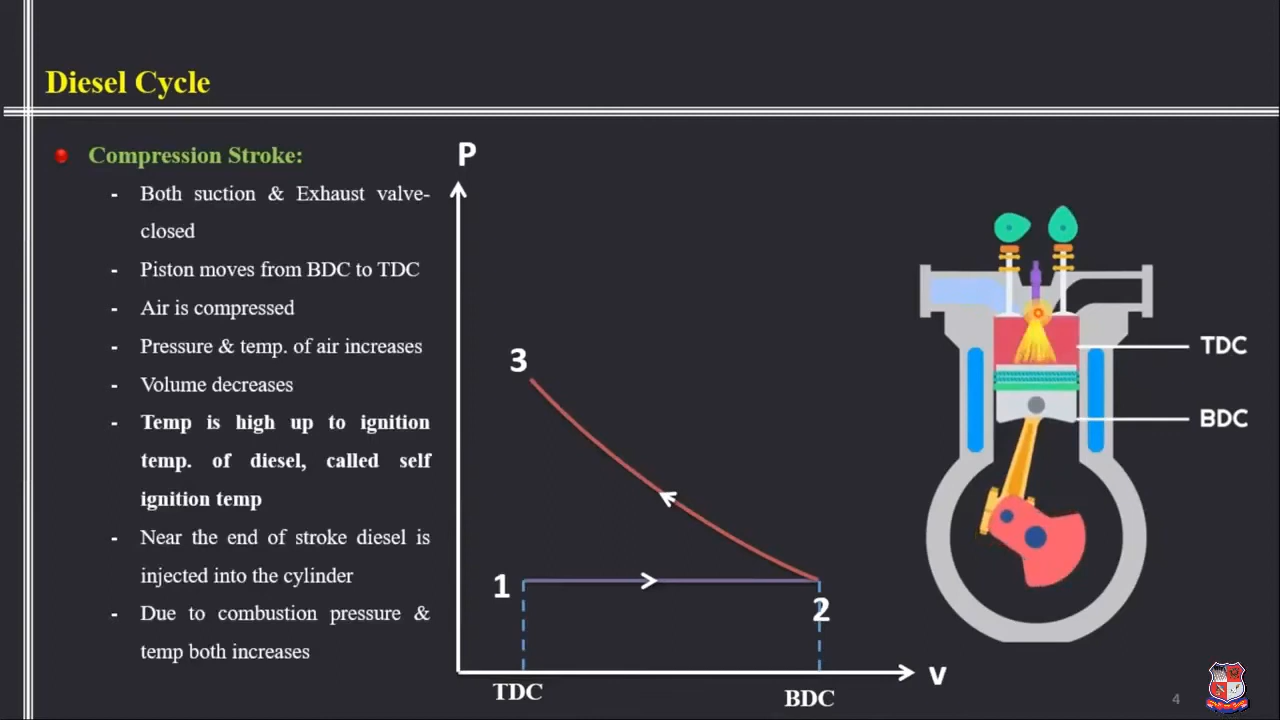 Diesel Cycle
Compression Stroke:
- Both suction & Exhaust valve-
closed
- Piston moves from BDC to TDC
- Air is compressed
- Pressure & temp. of air increases
- Volume decreases
- Temp is high up to ignition
temp. of diesel, called self
ignition temp
- Near the end of stroke diesel is
injected into the cylinder
- Due to combustion pressure &
temp both increases
P
3
1
2
TDC
BDC
v
TDC
BDC
4